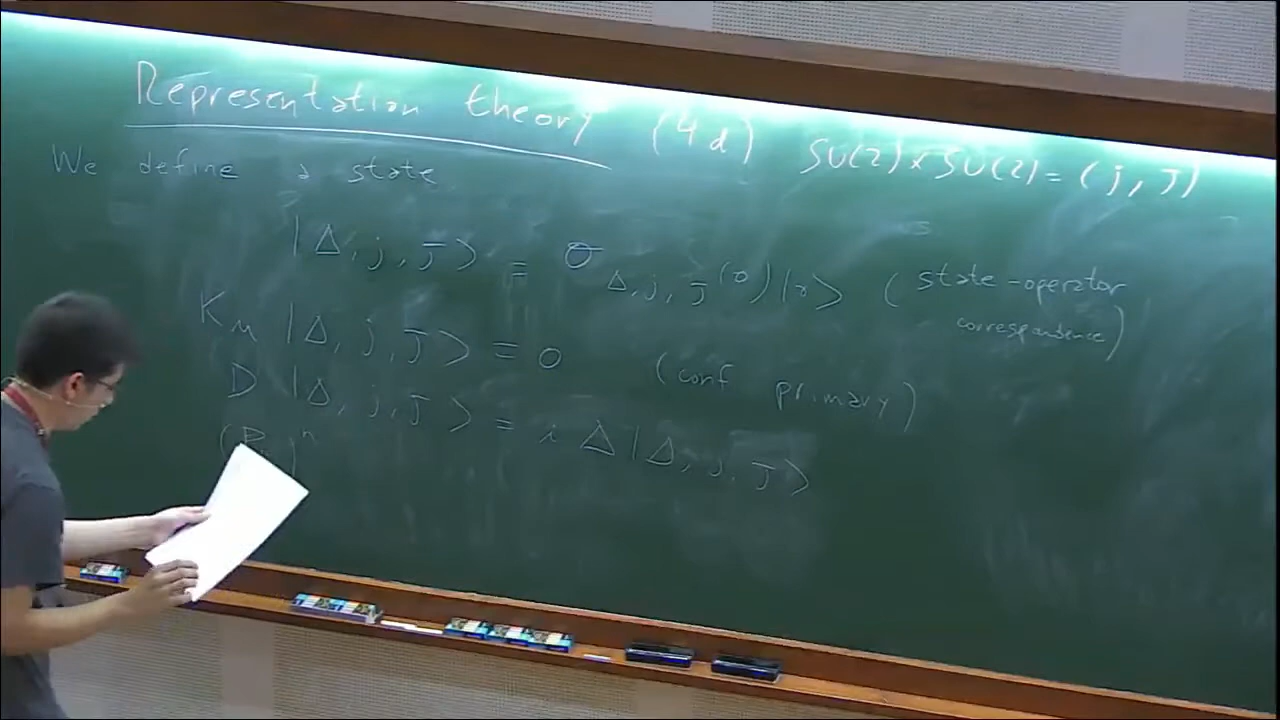 Representation theory (4d) SU(2) × SU(2) = (j, J̄)
We define a state
|Δ, j, J̄> = O_{Δ, j, J̄}(0)|0> (state-operator correspondence)
K_μ |Δ, j, J̄> = 0 (conf primary)
D |Δ, j, J̄> = i Δ |Δ, j, J̄>
(P )^n